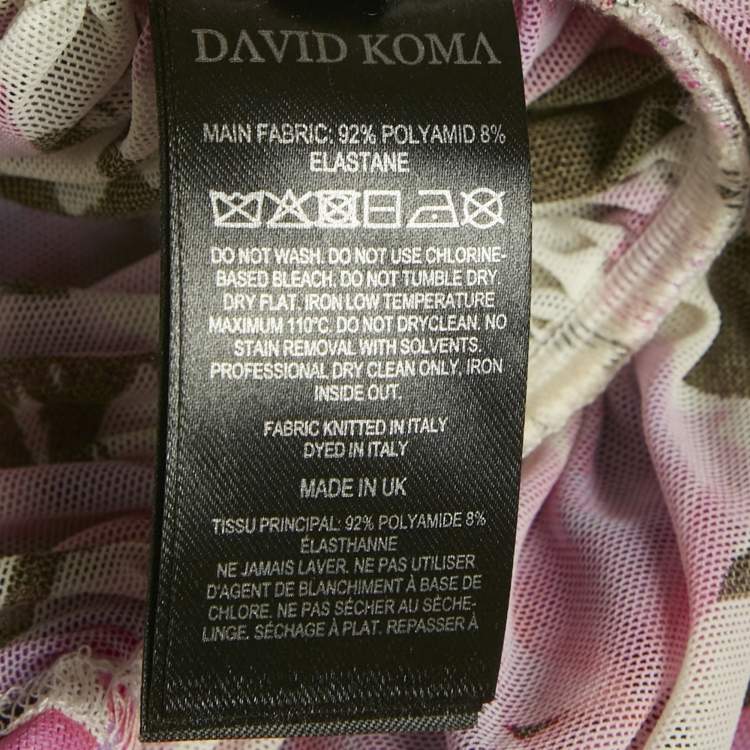 DAVID KOMA
MAIN FABRIC: 92% POLYAMID 8%
ELASTANE
DO NOT WASH. DO NOT USE CHLORINE-
BASED BLEACH. DO NOT TUMBLE DRY
DRY FLAT. IRON LOW TEMPERATURE
MAXIMUM 110°C. DO NOT DRYCLEAN. NO
STAIN REMOVAL WITH SOLVENTS.
PROFESSIONAL DRY CLEAN ONLY. IRON
INSIDE OUT.
FABRIC KNITTED IN ITALY
DYED IN ITALY
MADE IN UK
TISSU PRINCIPAL: 92% POLYAMIDE 8%
ÉLASTHANNE
NE JAMAIS LAVER. NE PAS UTILISER
D'AGENT DE BLANCHIMENT À BASE DE
CHLORE. NE PAS SÉCHER AU SÈCHE-
LINGE. SÉCHAGE À PLAT. REPASSER À